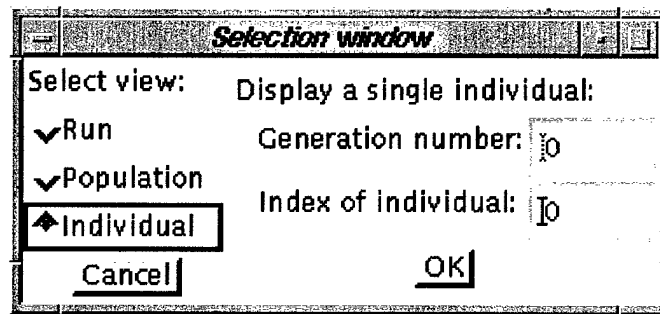 Selection window
Select view:
Run
Population
Individual
Cancel
Display a single individual:
Generation number: 0
Index of individual: 0
OK